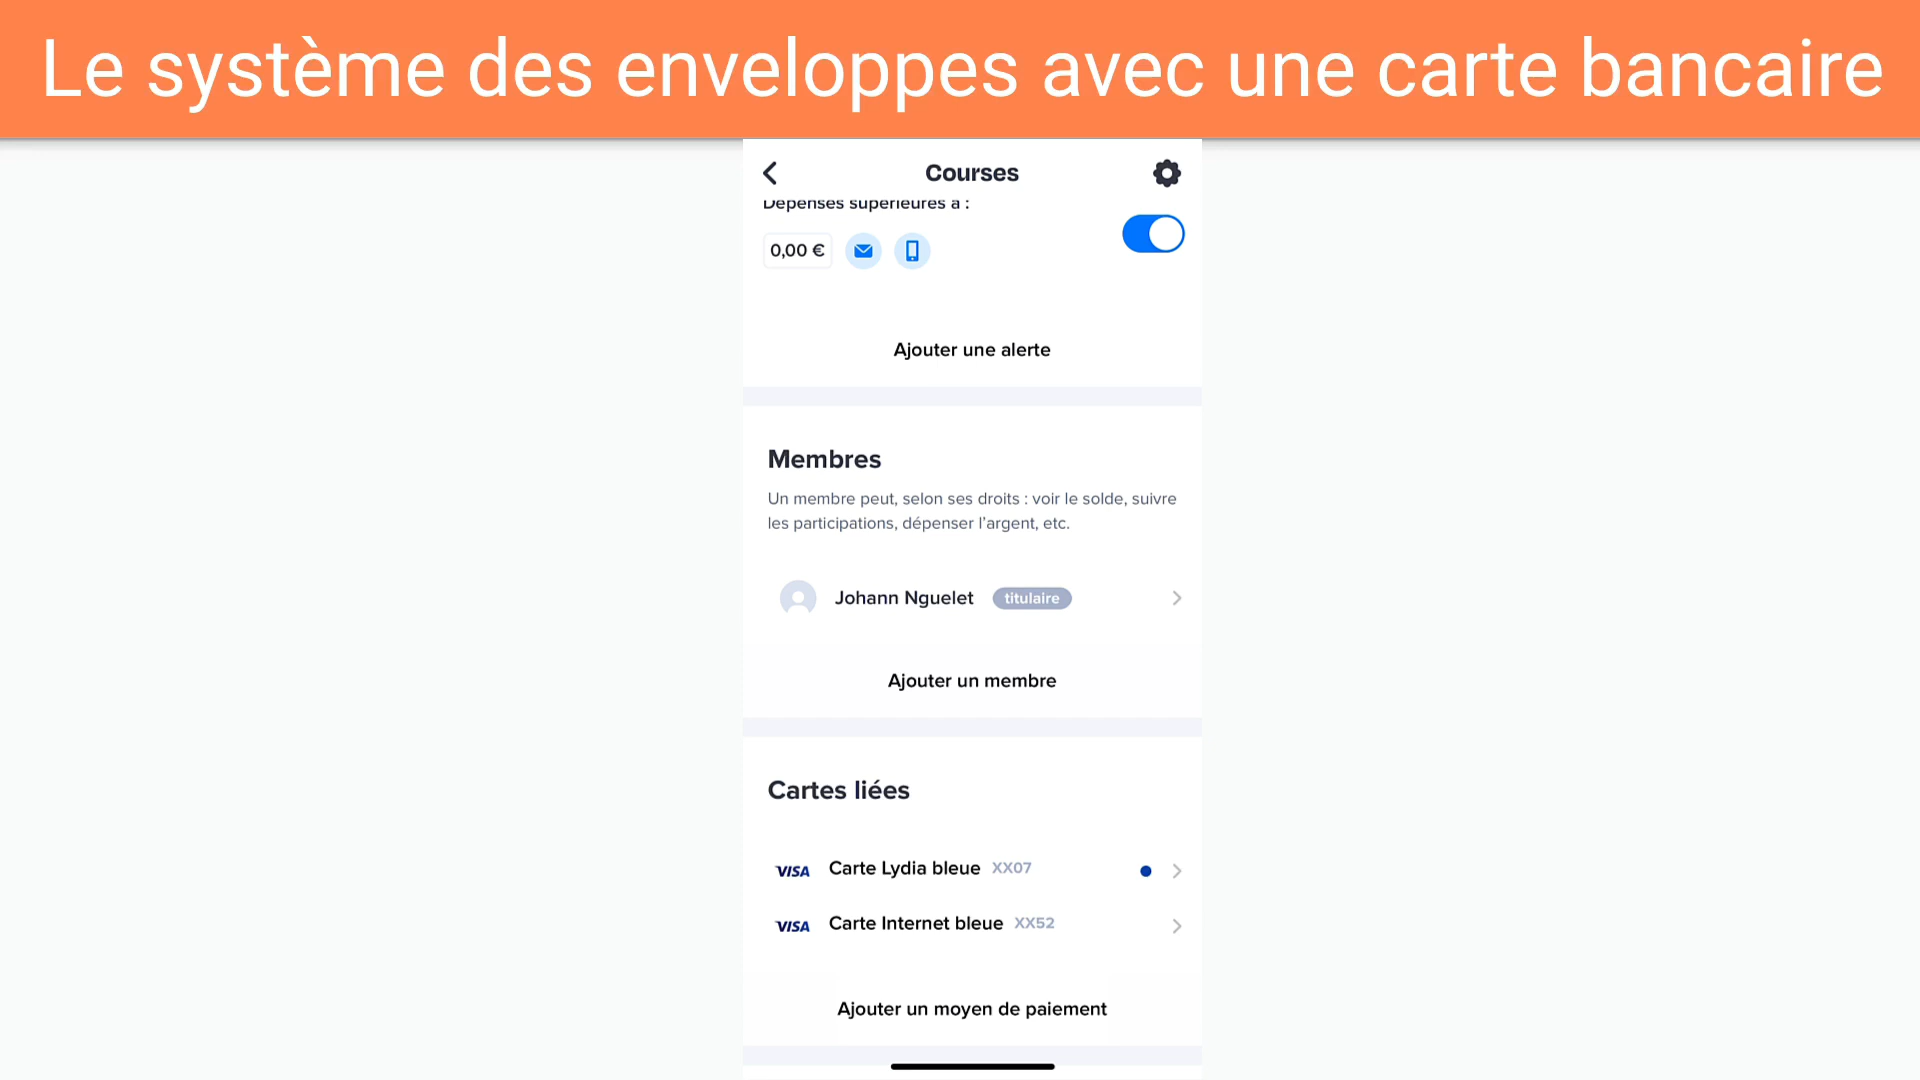 Le système des enveloppes avec une carte bancaire
Courses
Dépenses supérieures à :
0,00 €
Ajouter une alerte
Membres
Un membre peut, selon ses droits : voir le solde, suivre
les participations, dépenser l'argent, etc.
Johann Nguelet titulaire
Ajouter un membre
Cartes liées
VISA Carte Lydia bleue XX07
VISA Carte Internet bleue XX52
Ajouter un moyen de paiement